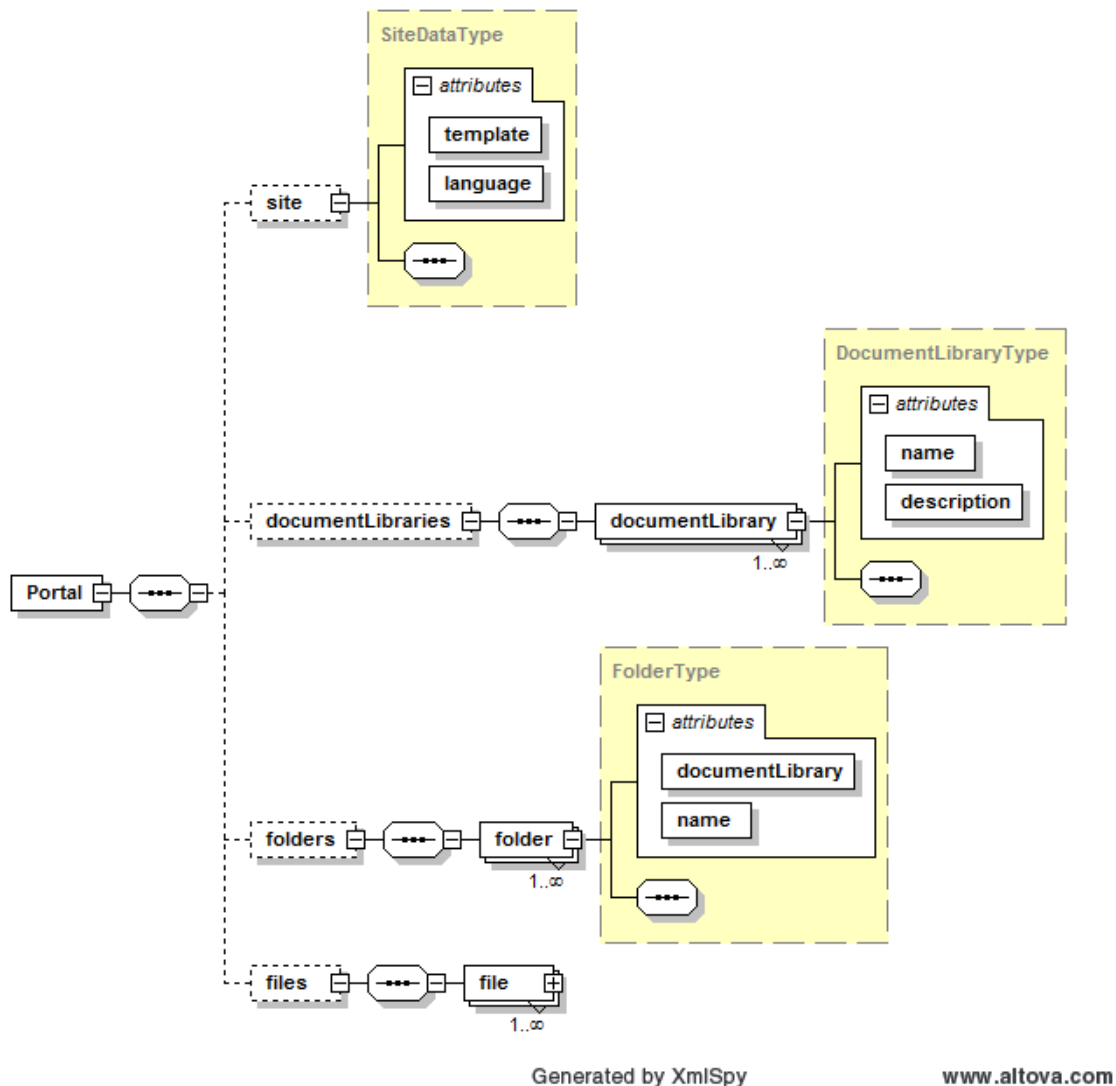 SiteDataType
attributes
template
language
site
DocumentLibraryType
attributes
name
description
documentLibraries
documentLibrary
1..∞
Portal
FolderType
attributes
documentLibrary
name
folders
folder
1..∞
files
file
1..∞
Generated by XmlSpy www.altova.com